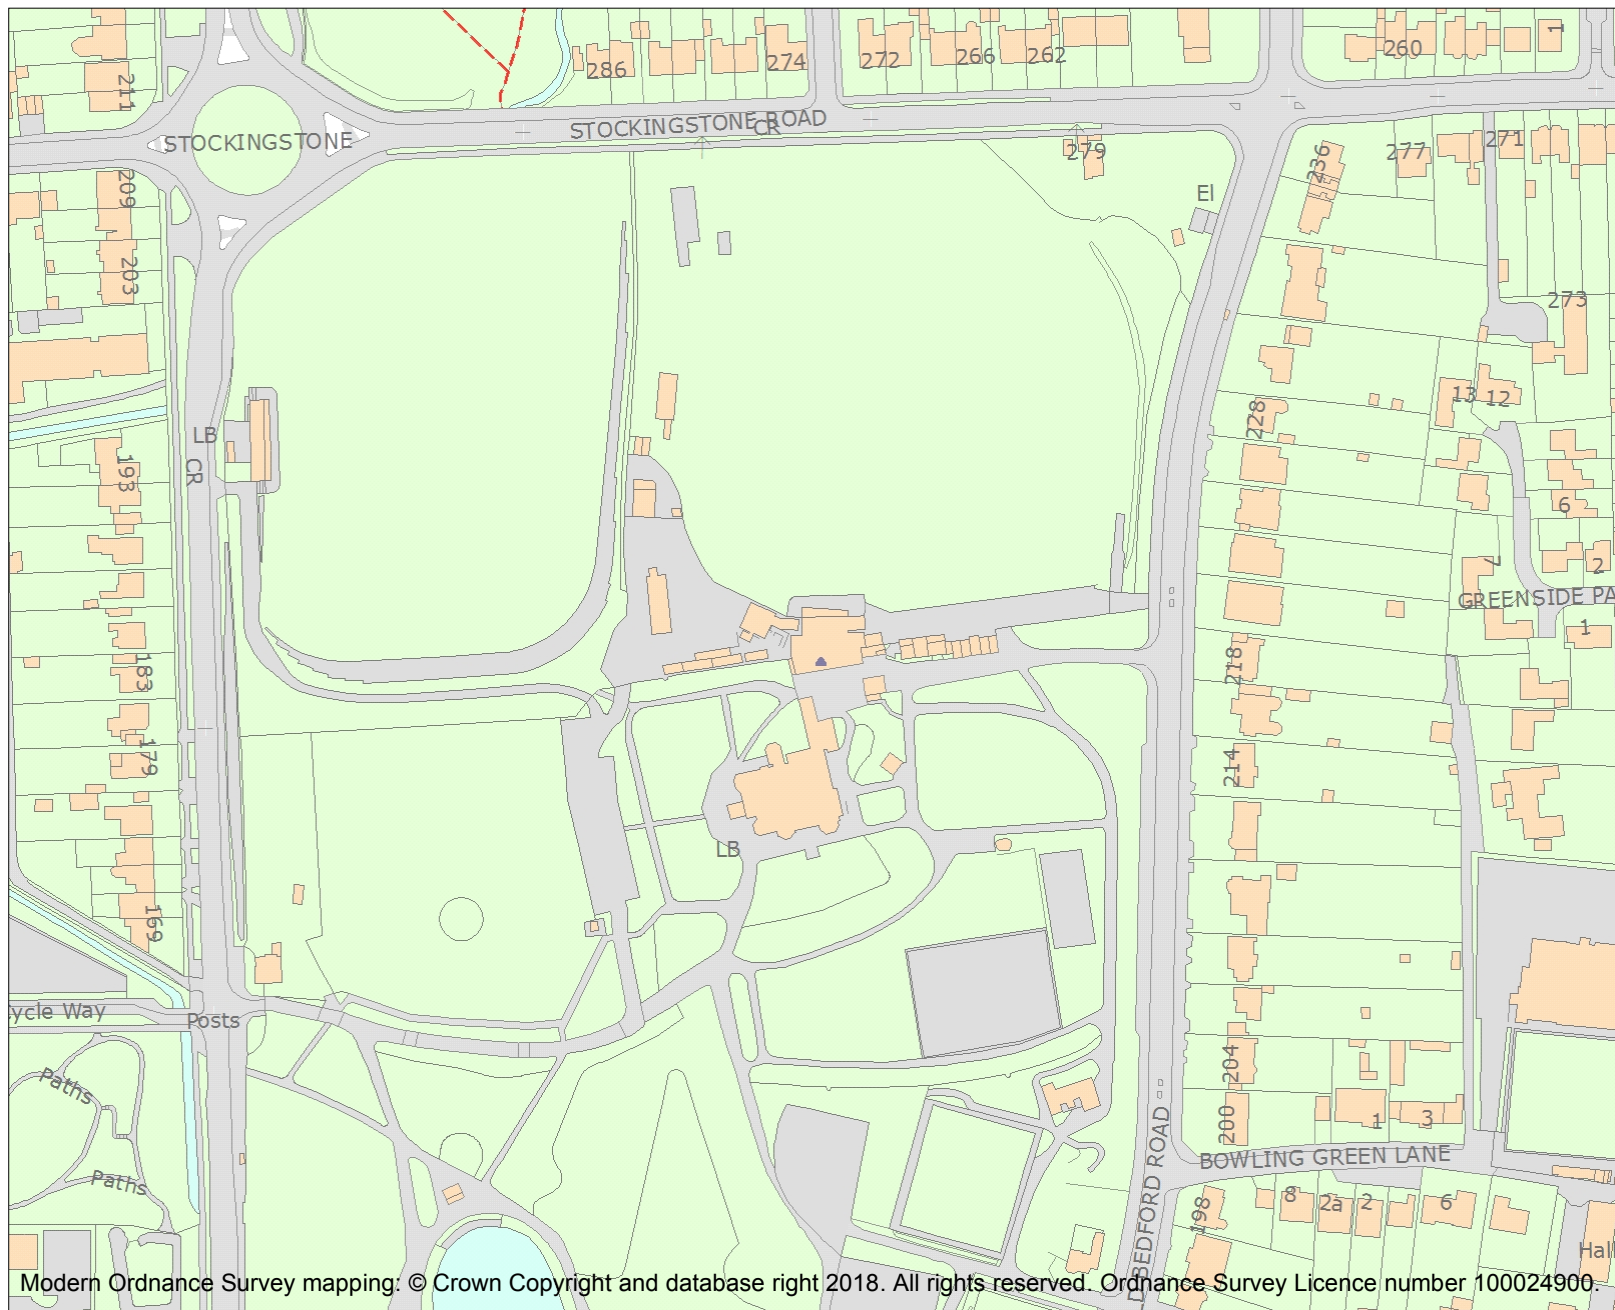 211
286
274
272
266
262
260
1
STOCKINGSTONE
STOCKINGSTONE ROAD
CR
279
236
277
271
209
El
203
273
13
12
228
LB
CR
193
6
7
2
GREENSIDE PA
1
183
218
179
214
LB
169
ycle Way
Posts
Paths
204
200
1
3
BOWLING GREEN LANE
Paths
198
8
2a
2
6
D BEDFORD ROAD
Hall
Modern Ordnance Survey mapping: © Crown Copyright and database right 2018. All rights reserved. Ordnance Survey Licence number 100024900.